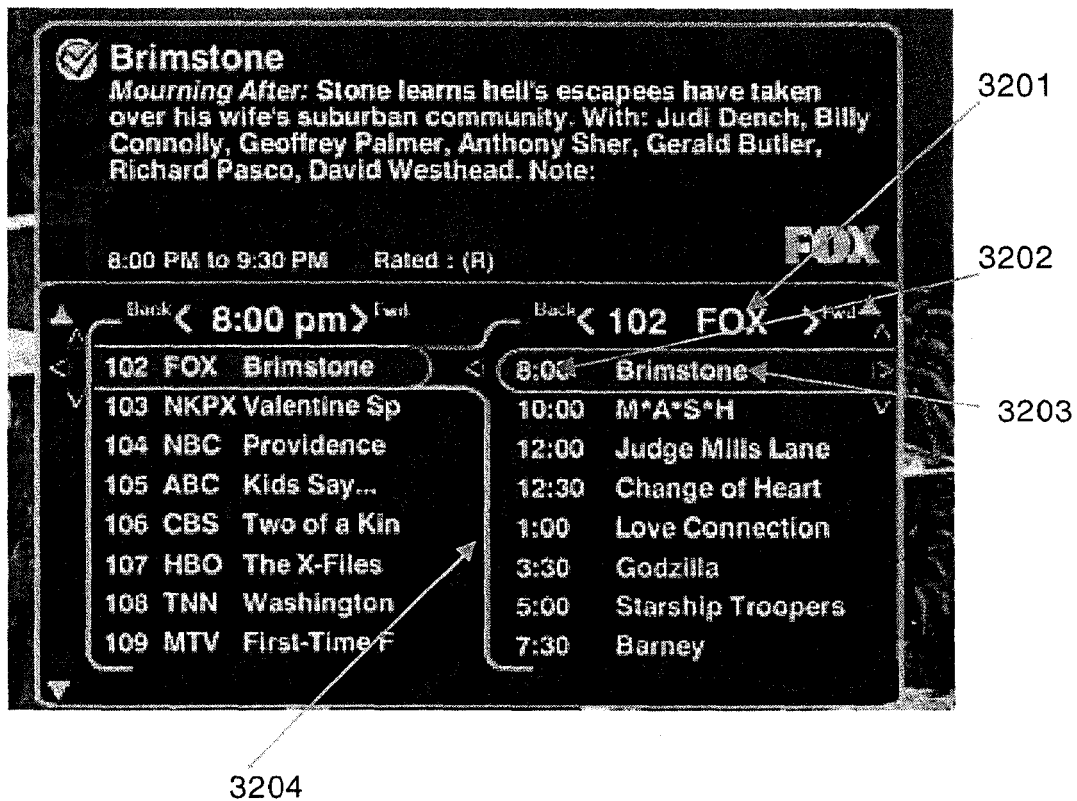 Brimstone
Mourning After: Stone learns hell's escapees have taken
over his wife's suburban community. With: Judi Dench, Billy
Connolly, Geoffrey Palmer, Anthony Sher, Gerald Butler,
Richard Pasco, David Westhead. Note:
FOX
8:00 PM to 9:30 PM Rated : (R)
Back < 8:00 pm > Fwd
102 FOX Brimstone
103 NKPX Valentine Sp
104 NBC Providence
105 ABC Kids Say...
106 CBS Two of a Kin
107 HBO The X-Files
108 TNN Washington
109 MTV First-Time F
Back < 102 FOX > Fwd
8:00 Brimstone
10:00 M*A*S*H
12:00 Judge Mills Lane
12:30 Change of Heart
1:00 Love Connection
3:30 Godzilla
5:00 Starship Troopers
7:30 Barney
3201
3202
3203
3204